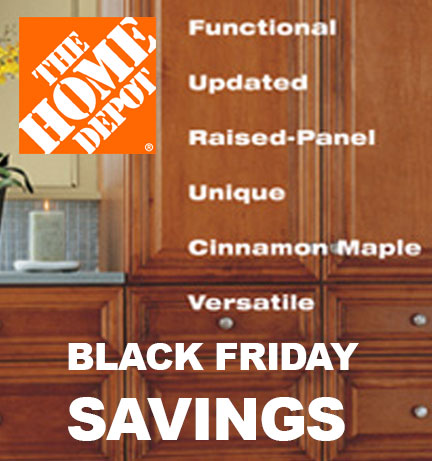 THE
HOME
DEPOT
®
Functional
Updated
Raised-Panel
Unique
Cinnamon Maple
Versatile
BLACK FRIDAY
SAVINGS